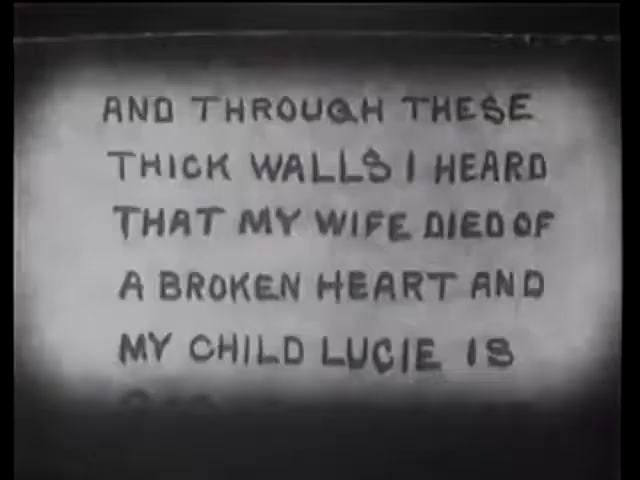 AND THROUGH THESE
THICK WALLS I HEARD
THAT MY WIFE DIED OF
A BROKEN HEART AND
MY CHILD LUCIE IS